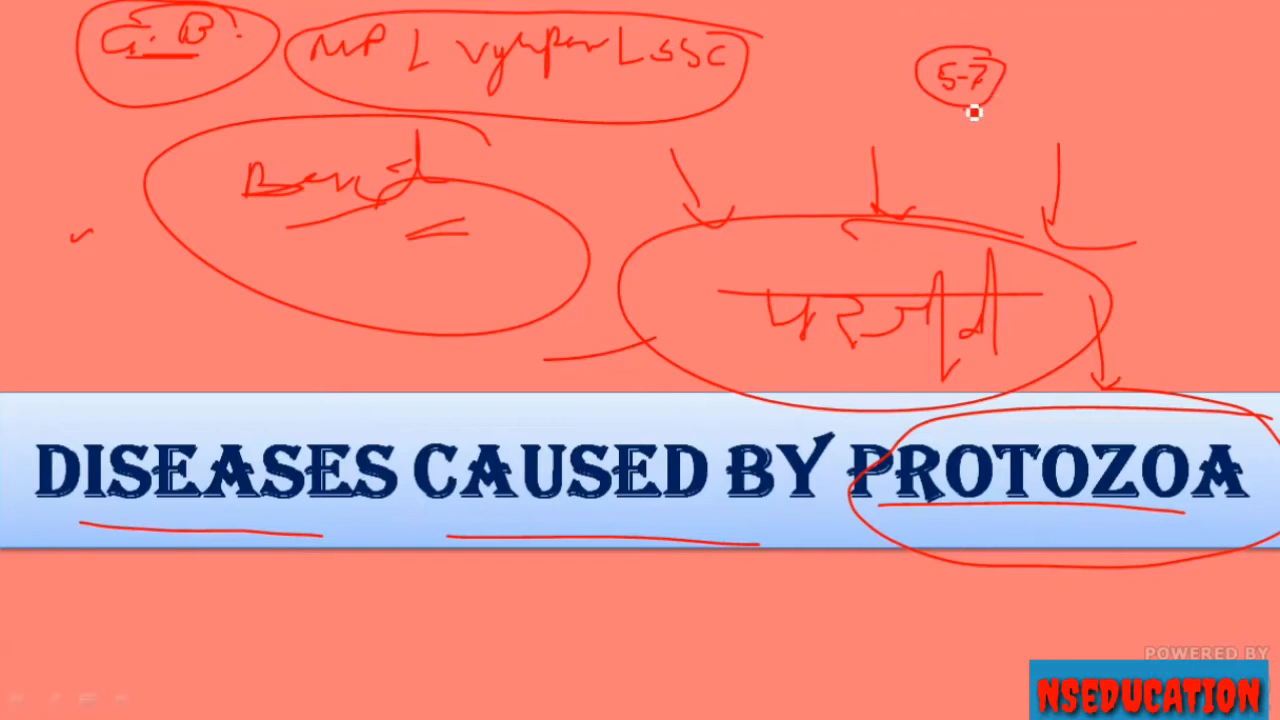 G.B.
MP | Vyapam | SSC
5-7
परजीवी
DISEASES CAUSED BY PROTOZOA
POWERED BY
NSEDUCATION